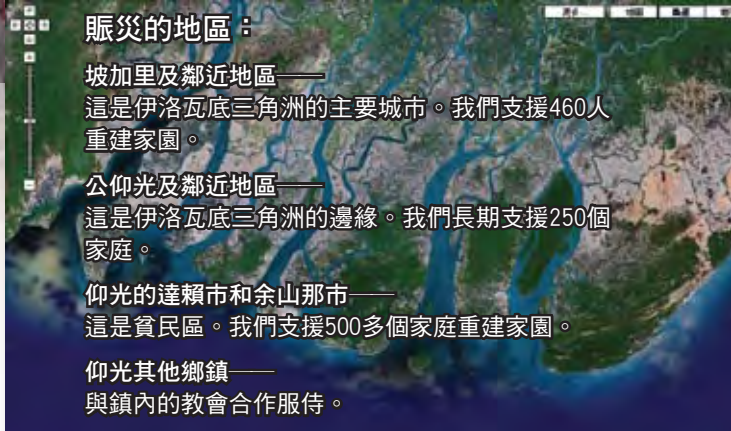 賑災的地區：
坡加里及鄰近地區——
這是伊洛瓦底三角洲的主要城市。我們支援460人
重建家園。
公仰光及鄰近地區——
這是伊洛瓦底三角洲的邊緣。我們長期支援250個
家庭。
仰光的達賴市和余山那市——
這是貧民區。我們支援500多個家庭重建家園。
仰光其他鄉鎮——
與鎮內的教會合作服侍。